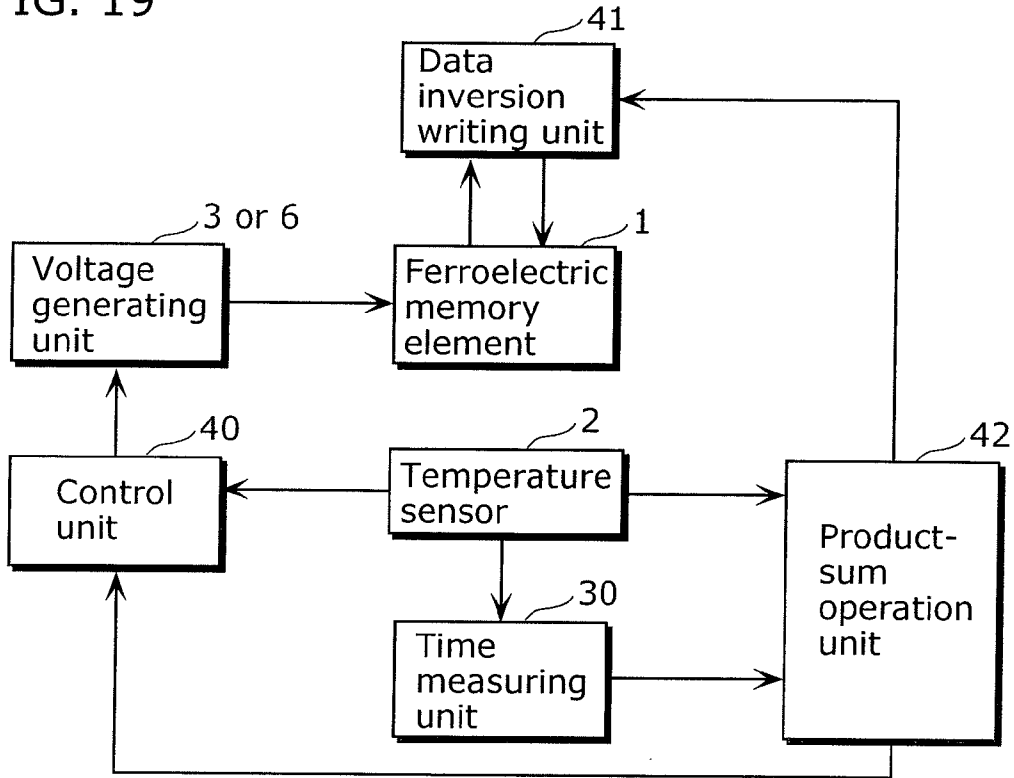 IG. 19
41
Data
inversion
writing unit
3 or 6
1
Voltage
generating
unit
Ferroelectric
memory
element
40
2
42
Control
unit
Temperature
sensor
Product-
sum
operation
unit
30
Time
measuring
unit